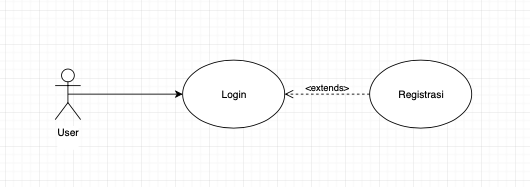 <extends>
Login
Registrasi
User